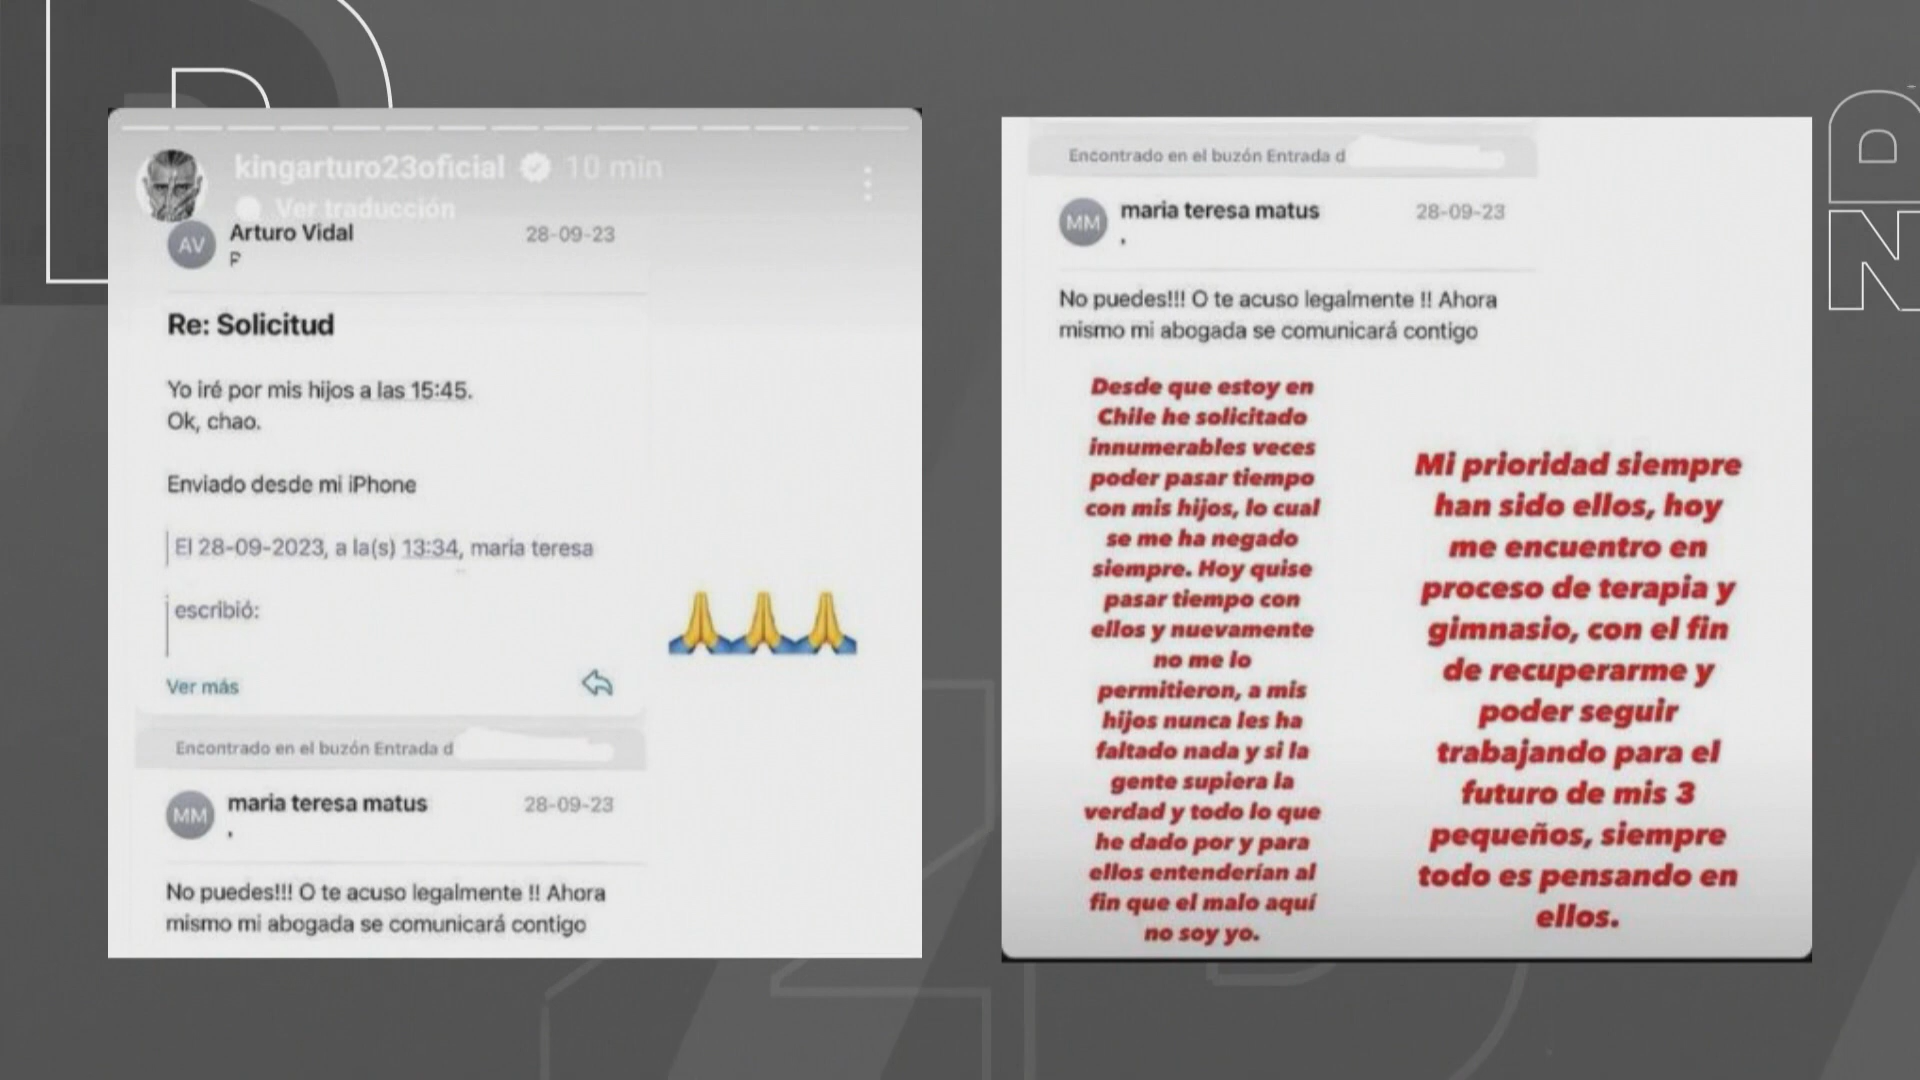 kingarturo23oficial 10 min
Ver traducción
AV Arturo Vidal 28-09-23
Re: Solicitud
Yo iré por mis hijos a las 15:45.
Ok, chao.
Enviado desde mi iPhone
El 28-09-2023, a la(s) 13:34, maria teresa
escribió:
Ver más
Encontrado en el buzón Entrada d
MM maria teresa matus 28-09-23
No puedes!!! O te acuso legalmente !! Ahora
mismo mi abogada se comunicará contigo
🙏🙏🙏
Encontrado en el buzón Entrada d
MM maria teresa matus 28-09-23
No puedes!!! O te acuso legalmente !! Ahora
mismo mi abogada se comunicará contigo
Desde que estoy en
Chile he solicitado
innumerables veces
poder pasar tiempo
con mis hijos, lo cual
se me ha negado
siempre. Hoy quise
pasar tiempo con
ellos y nuevamente
no me lo
permitieron, a mis
hijos nunca les ha
faltado nada y si la
gente supiera la
verdad y todo lo que
he dado por y para
ellos entenderían al
fin que el malo aquí
no soy yo.
Mi prioridad siempre
han sido ellos, hoy
me encuentro en
proceso de terapia y
gimnasio, con el fin
de recuperarme y
poder seguir
trabajando para el
futuro de mis 3
pequeños, siempre
todo es pensando en
ellos.